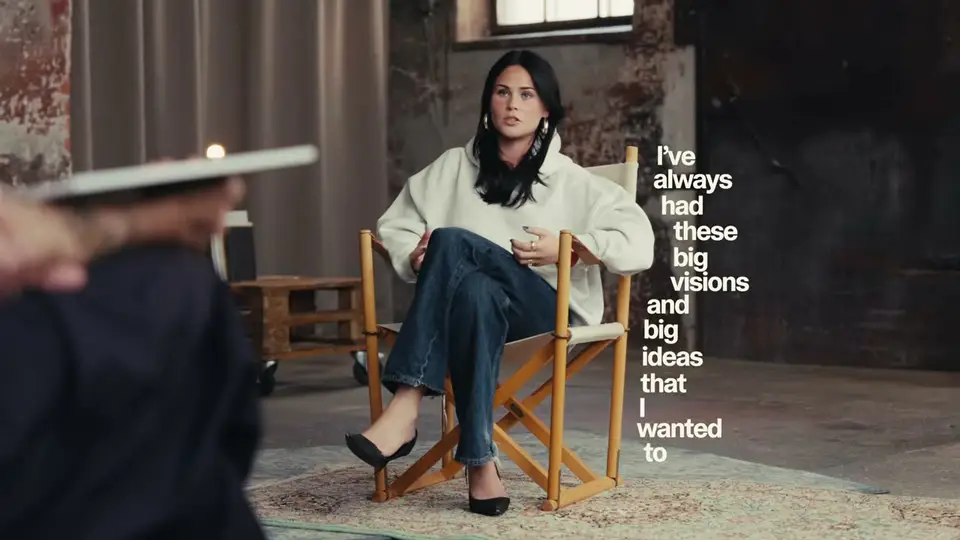 I’ve
always
had
these
big
visions
and
big
ideas
that
I
wanted
to